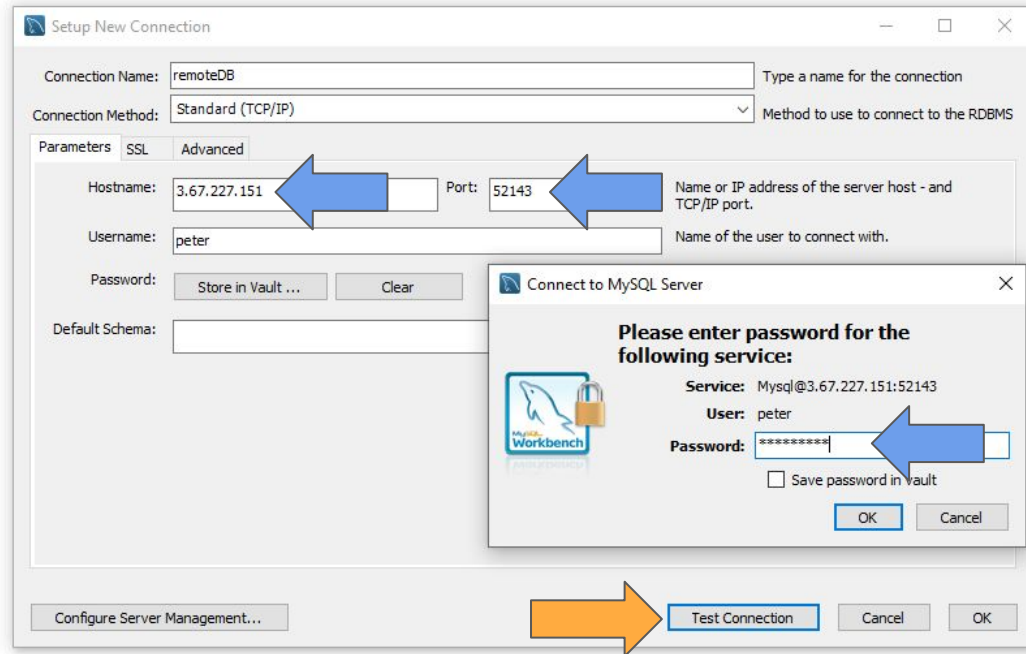 Setup New Connection
Connection Name: remoteDB Type a name for the connection
Connection Method: Standard (TCP/IP) Method to use to connect to the RDBMS
Parameters SSL Advanced
Hostname: 3.67.227.151 Port: 52143 Name or IP address of the server host - and
TCP/IP port.
Username: peter Name of the user to connect with.
Password: Store in Vault ... Clear
Default Schema:
Connect to MySQL Server
Please enter password for the
following service:
Service: Mysql@3.67.227.151:52143
User: peter
Password: *********
MySQL
Workbench
Save password in vault
OK Cancel
Configure Server Management... Test Connection Cancel OK